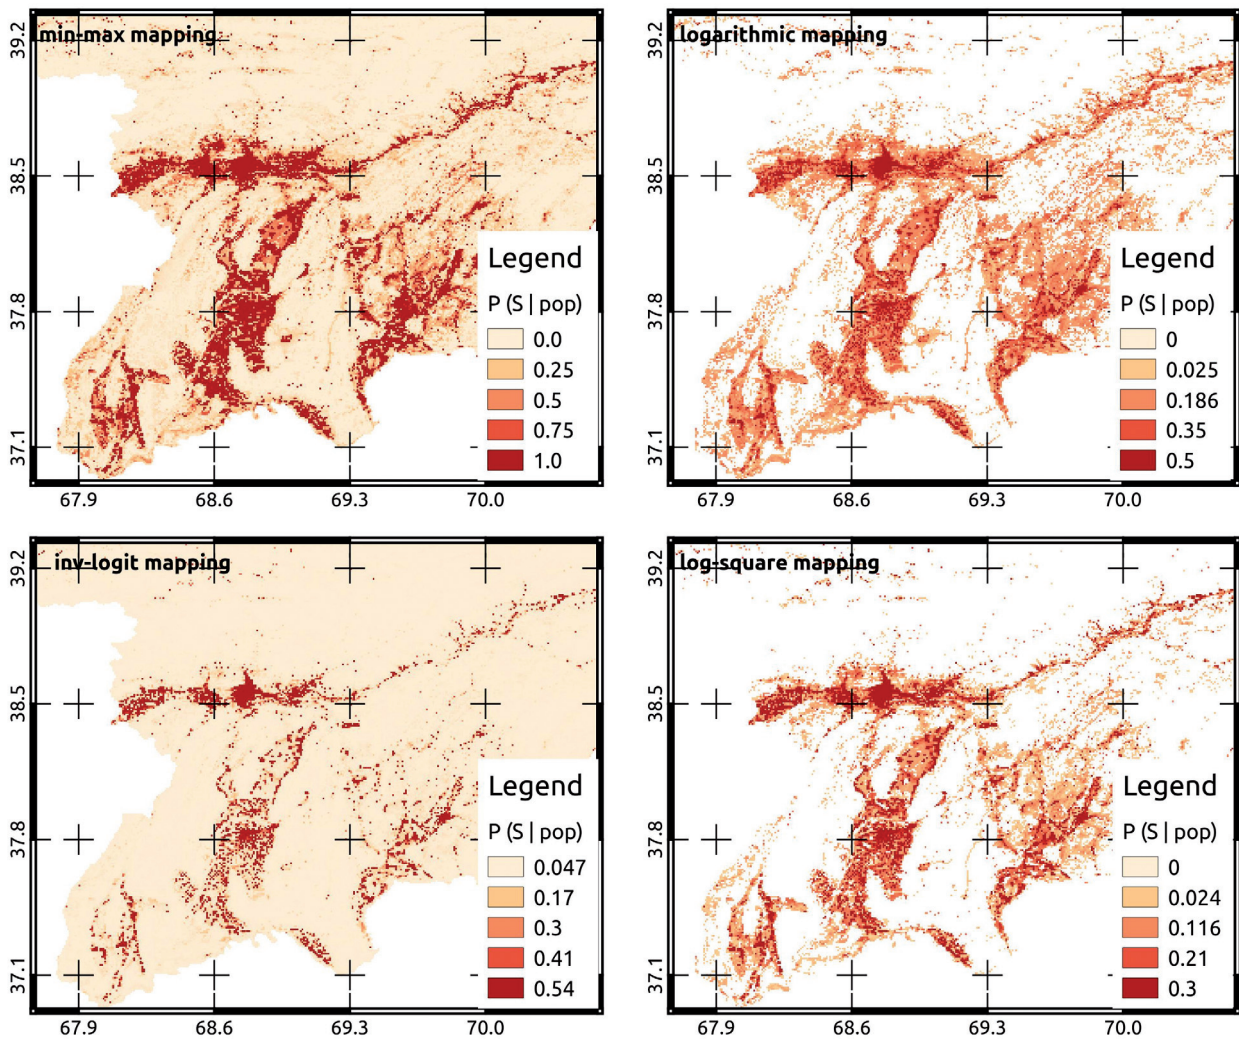 min-max mapping
39.2
38.5
37.8
37.1
Legend
P (S | pop)
0.0
0.25
0.5
0.75
1.0
67.9 68.6 69.3 70.0
logarithmic mapping
39.2
38.5
37.8
37.1
Legend
P (S | pop)
0
0.025
0.186
0.35
0.5
67.9 68.6 69.3 70.0
inv-logit mapping
39.2
38.5
37.8
37.1
Legend
P (S | pop)
0.047
0.17
0.3
0.41
0.54
67.9 68.6 69.3 70.0
log-square mapping
39.2
38.5
37.8
37.1
Legend
P (S | pop)
0
0.024
0.116
0.21
0.3
67.9 68.6 69.3 70.0